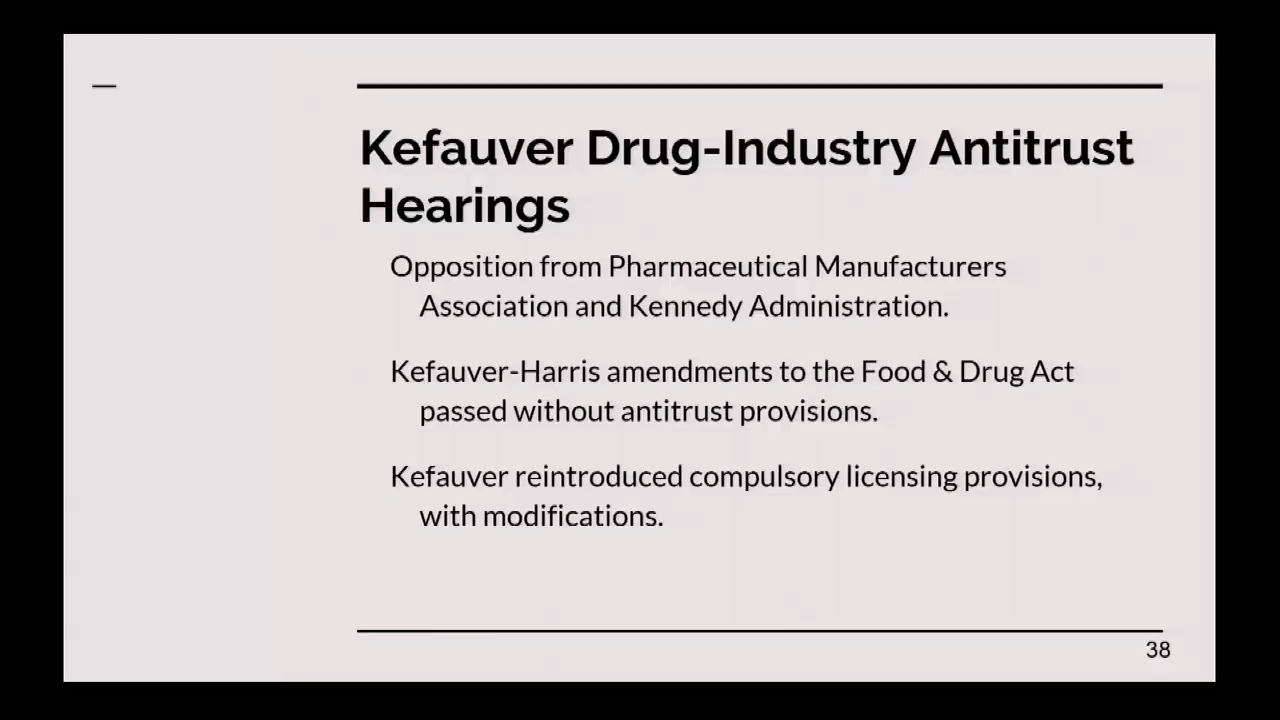 Kefauver Drug-Industry Antitrust
Hearings
Opposition from Pharmaceutical Manufacturers
Association and Kennedy Administration.
Kefauver-Harris amendments to the Food & Drug Act
passed without antitrust provisions.
Kefauver reintroduced compulsory licensing provisions,
with modifications.
38